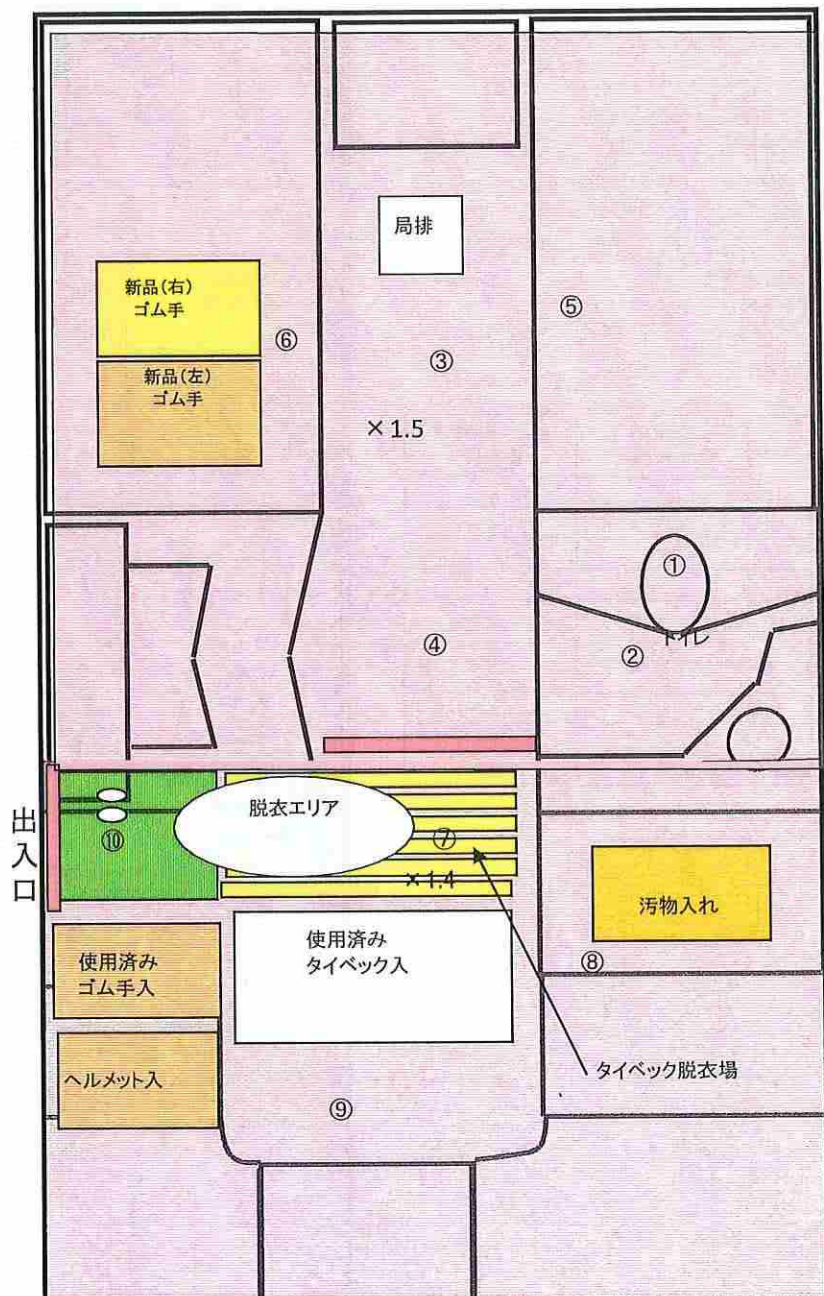 局排
新品(右)
ゴム手
⑤
⑥
③
新品(左)
ゴム手
×1.5
①
④
②
トイレ
出入口
脱衣エリア
⑩
⑦
×1.4
汚物入れ
使用済み
タイベック入
使用済み
ゴム手入
⑧
ヘルメット入
タイベック脱衣場
⑨